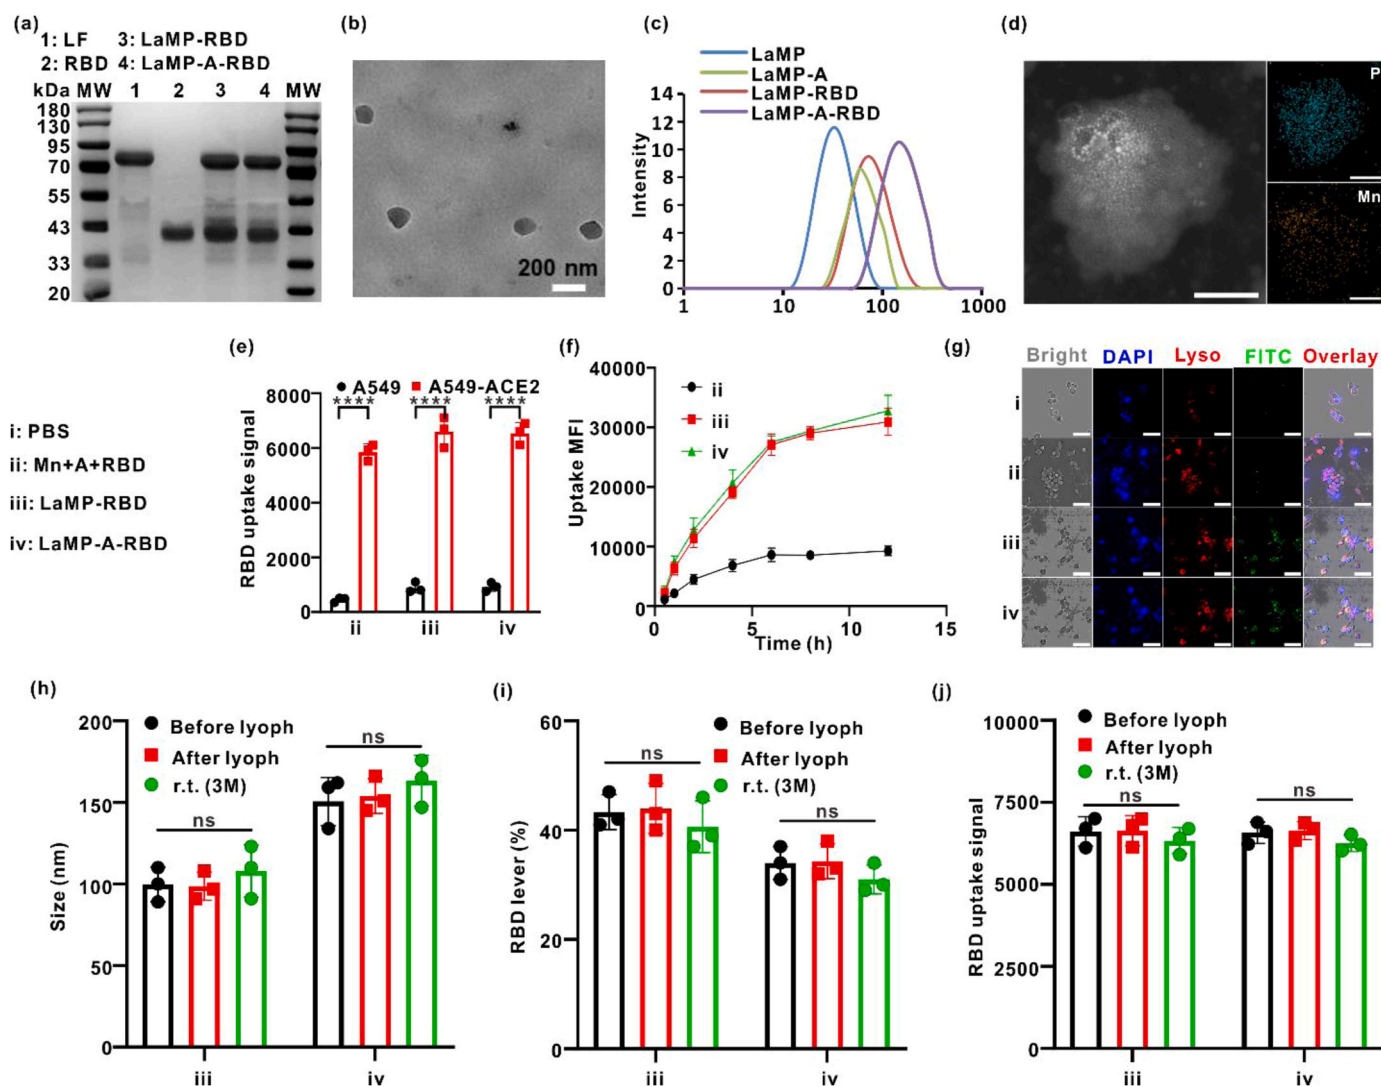 (a)
1: LF 3: LaMP-RBD
2: RBD 4: LaMP-A-RBD
kDa MW 1 2 3 4 MW
180
130
95
70
55
43
33
20
(b)
200 nm
(c)
LaMP
LaMP-A
LaMP-RBD
LaMP-A-RBD
Intensity
14
12
10
8
6
4
2
0
1 10 100 1000
(d)
P
Mn
i: PBS
ii: Mn+A+RBD
iii: LaMP-RBD
iv: LaMP-A-RBD
(e)
A549 A549-ACE2
**** **** ****
RBD uptake signal
8000
6000
4000
2000
0
ii iii iv
(f)
ii
iii
iv
Uptake MFI
40000
30000
20000
10000
0
0 5 10 15
Time (h)
(g)
Bright DAPI Lyso FITC Overlay
i
ii
iii
iv
(h)
Before lyoph
After lyoph
r.t. (3M)
ns
ns
Size (nm)
200
150
100
50
0
iii iv
(i)
Before lyoph
After lyoph
r.t. (3M)
ns
ns
RBD lever (%)
60
40
20
0
iii iv
(j)
Before lyoph
After lyoph
r.t. (3M)
ns ns
RBD uptake signal
10000
7500
5000
2500
0
iii iv